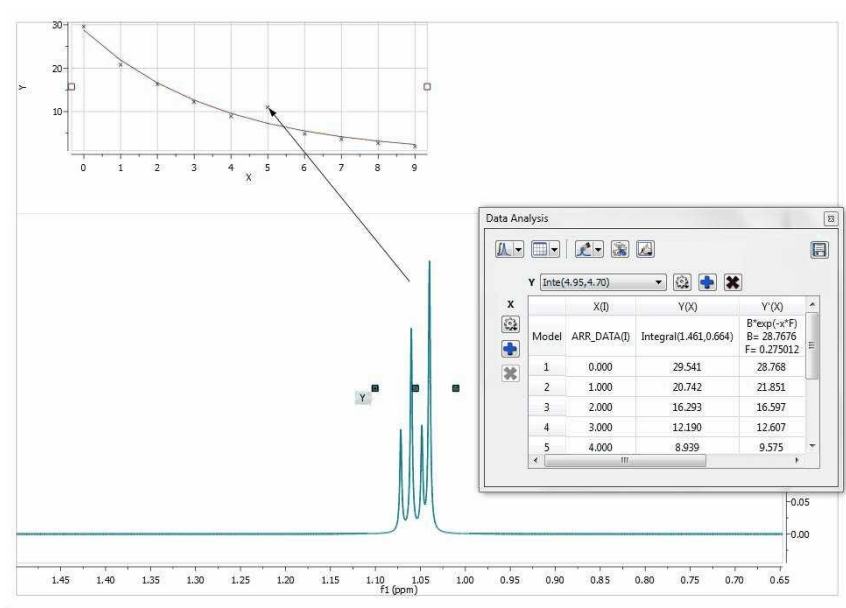 30
20
10
Y
0 1 2 3 4 5 6 7 8 9
X
Data Analysis
Y Inte(4.95,4.70)
X
X(I) Y(X) Y'(X)
Model ARR_DATA(I) Integral(1.461,0.664) B*exp(-x*F)
B= 28.7676
F= 0.275012
1 0.000 29.541 28.768
2 1.000 20.742 21.851
3 2.000 16.293 16.597
4 3.000 12.190 12.607
5 4.000 8.939 9.575
Y
0.05
0.00
1.45 1.40 1.35 1.30 1.25 1.20 1.15 1.10 1.05 1.00 0.95 0.90 0.85 0.80 0.75 0.70 0.65
f1 (ppm)